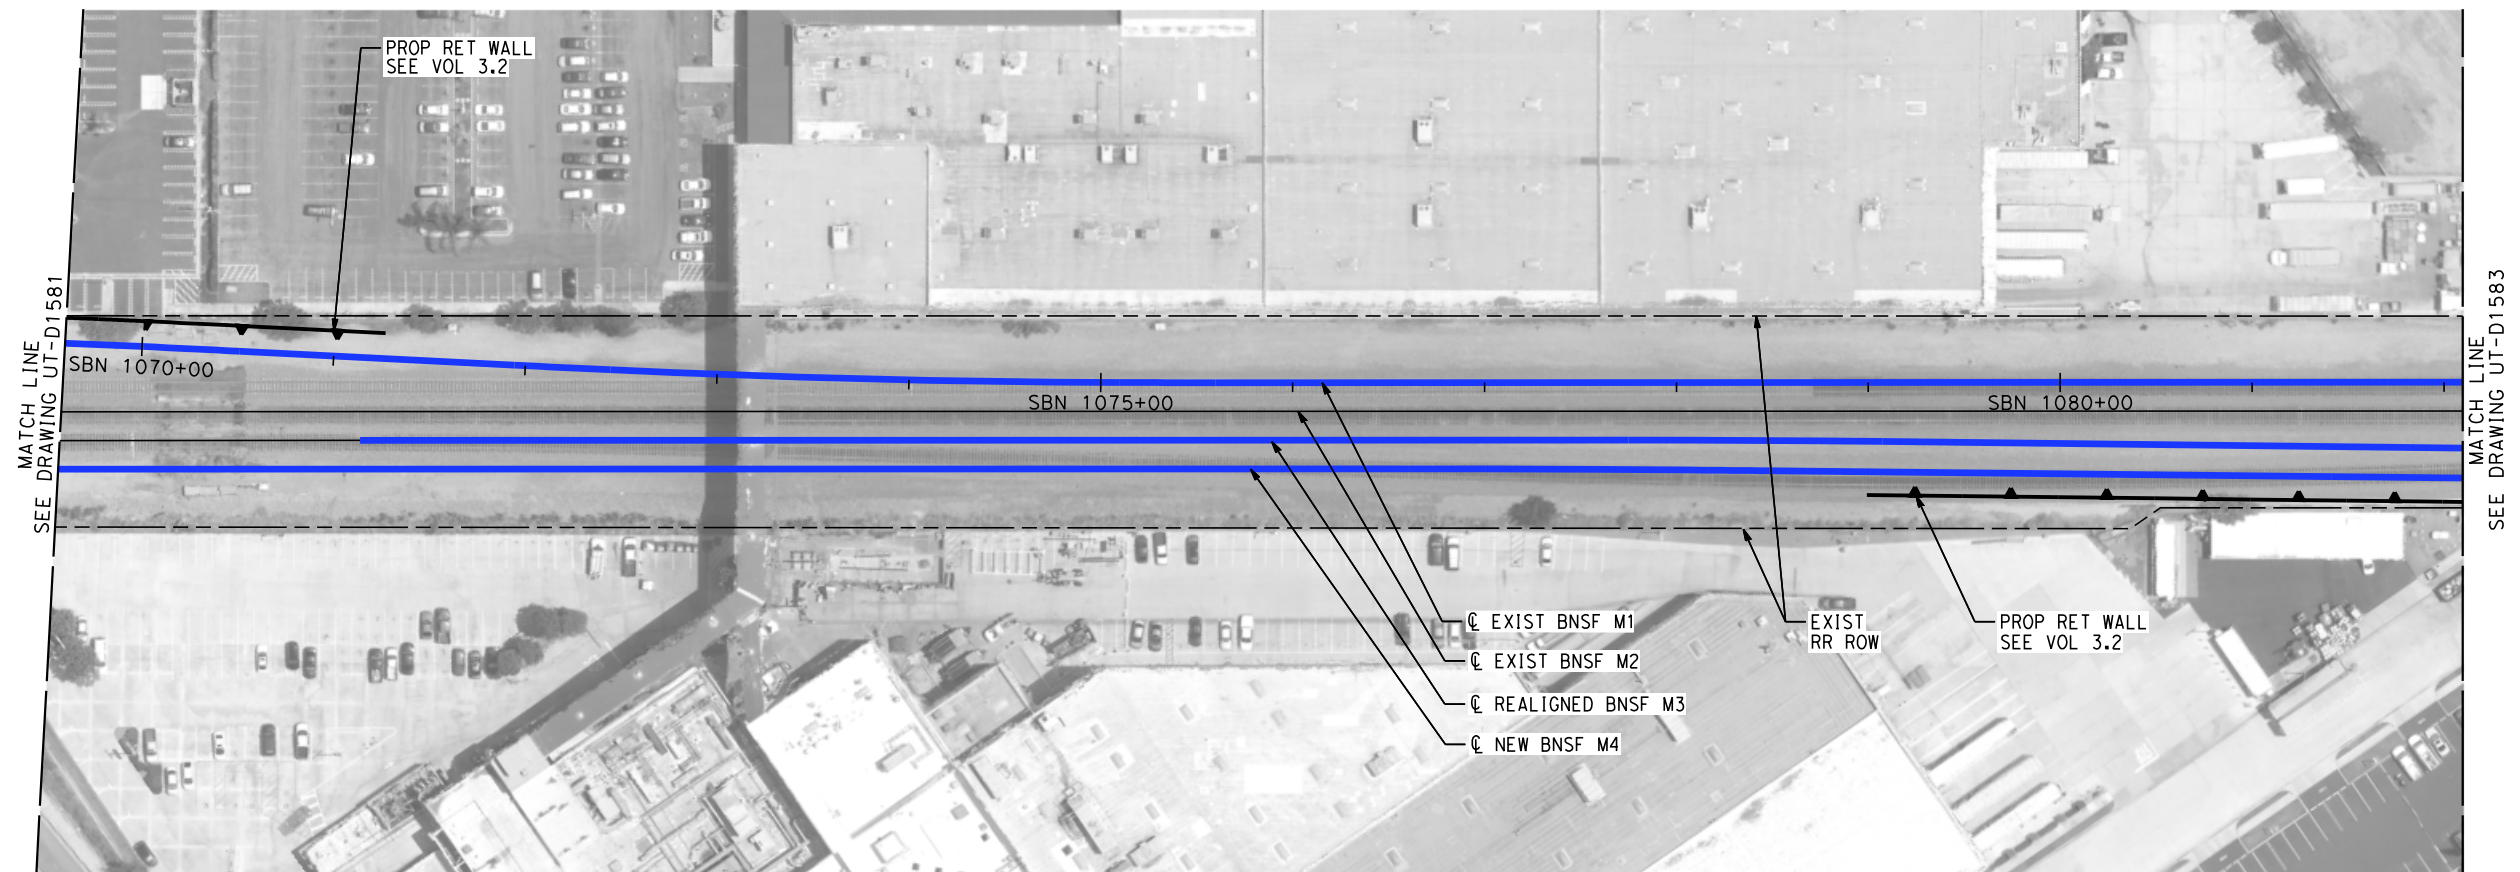 PROP RET WALL
SEE VOL 3.2
MATCH LINE
SEE DRAWING UT-D1581
SBN 1070+00
SBN 1075+00
SBN 1080+00
MATCH LINE
SEE DRAWING UT-D1583
℄ EXIST BNSF M1
℄ EXIST BNSF M2
℄ REALIGNED BNSF M3
℄ NEW BNSF M4
EXIST
RR ROW
PROP RET WALL
SEE VOL 3.2